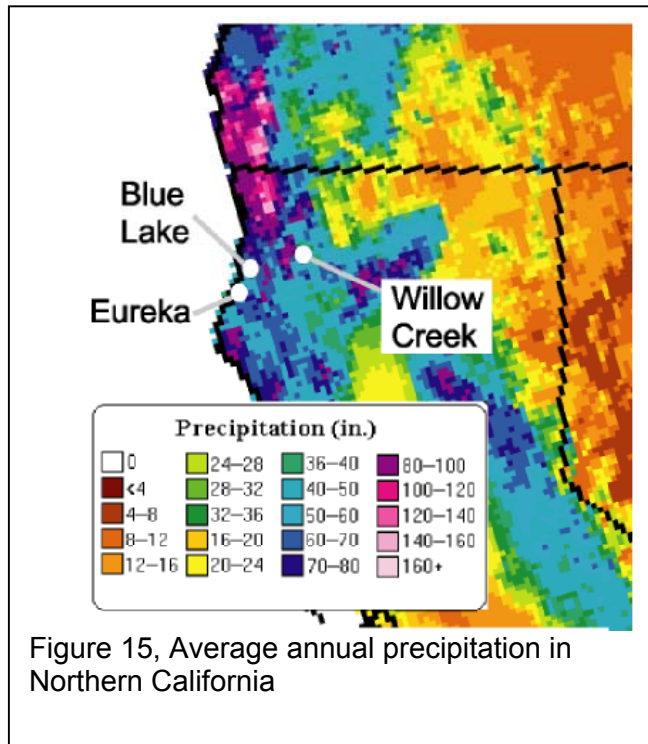 Blue
Lake
Eureka
Willow
Creek
Precipitation (in.)
0
<4
4–8
8–12
12–16
24–28
28–32
32–36
16–20
20–24
36–40
40–50
50–60
60–70
70–80
80–100
100–120
120–140
140–160
160+
Figure 15, Average annual precipitation in
Northern California